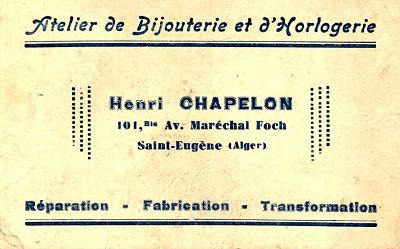 Atelier de Bijouterie et d'Horlogerie
Henri CHAPELON
101, Bis Av. Maréchal Foch
Saint-Eugène (Alger)
Réparation - Fabrication - Transformation